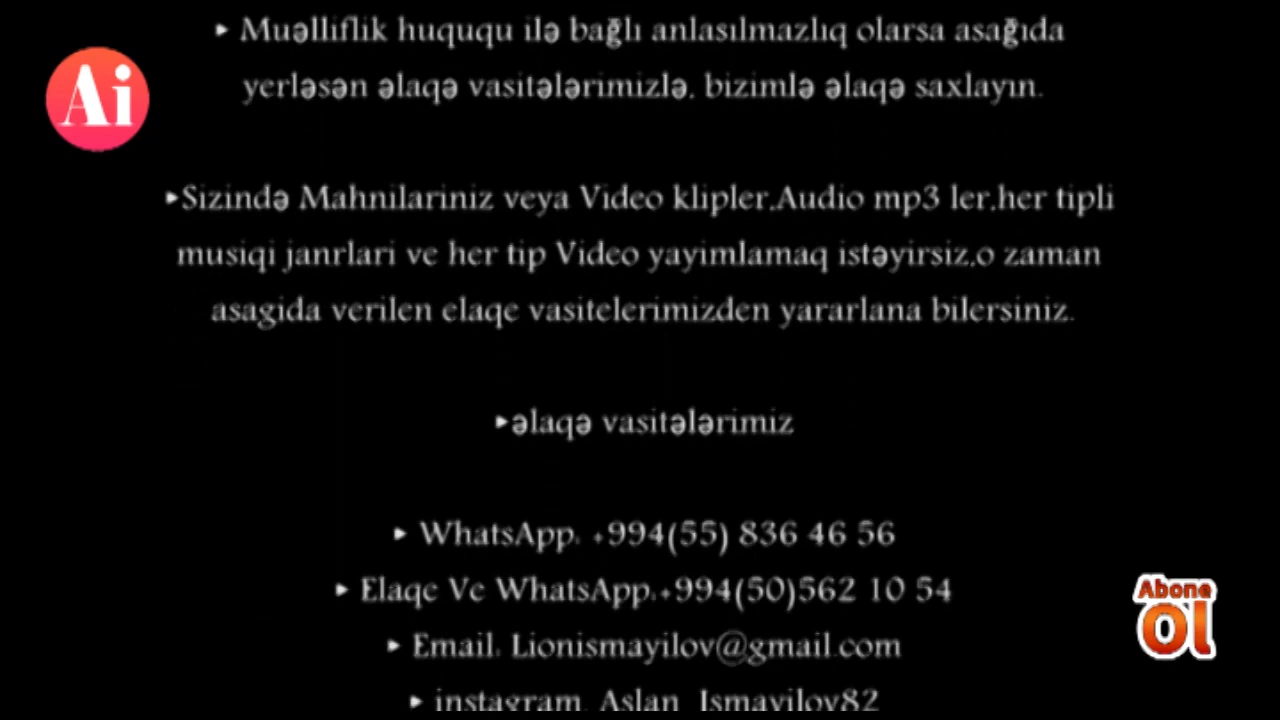 ▸ Muəlliflik huququ ilə bağlı anlasılmazlıq olarsa asağıda
yerləsən əlaqə vasitələrimizlə, bizimlə əlaqə saxlayın.
Ai
▸Sizində Mahnilariniz veya Video klipler,Audio mp3 ler,her tipli
musiqi janrlari ve her tip Video yayimlamaq istəyirsiz,o zaman
asagida verilen elaqe vasitelerimizden yararlana bilersiniz.
▸əlaqə vasitələrimiz
▸ WhatsApp: +994(55) 836 46 56
▸ Elaqe Ve WhatsApp:+994(50)562 10 54
▸ Email: Lionismayilov@gmail.com
▸ instagram: Aslan_Ismayilov82
Abone
Ol